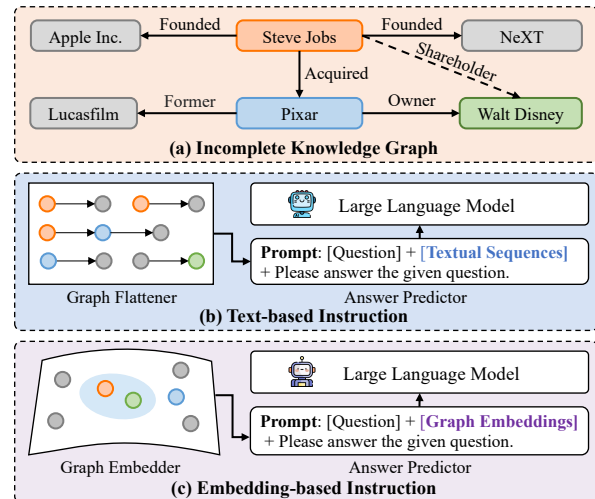 Founded
Founded
Apple Inc.
Steve Jobs
NeXT
Shareholder
Acquired
Former
Owner
Lucasfilm
Pixar
Walt Disney
(a) Incomplete Knowledge Graph
Large Language Model
Prompt: [Question] + [Textual Sequences]
+ Please answer the given question.
Graph Flattener
Answer Predictor
(b) Text-based Instruction
Large Language Model
Prompt: [Question] + [Graph Embeddings]
+ Please answer the given question.
Graph Embedder
Answer Predictor
(c) Embedding-based Instruction